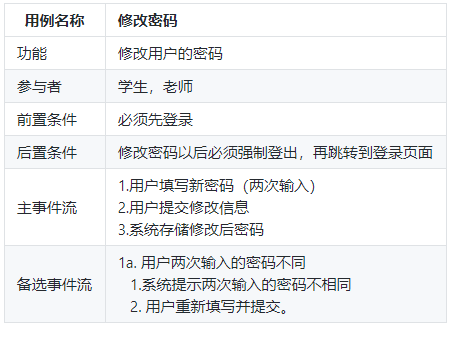 用例名称 修改密码
功能 修改用户的密码
参与者 学生，老师
前置条件 必须先登录
后置条件 修改密码以后必须强制登出，再跳转到登录页面
主事件流 1.用户填写新密码（两次输入）
2.用户提交修改信息
3.系统存储修改后密码
备选事件流 1a. 用户两次输入的密码不同
1.系统提示两次输入的密码不相同
2. 用户重新填写并提交。